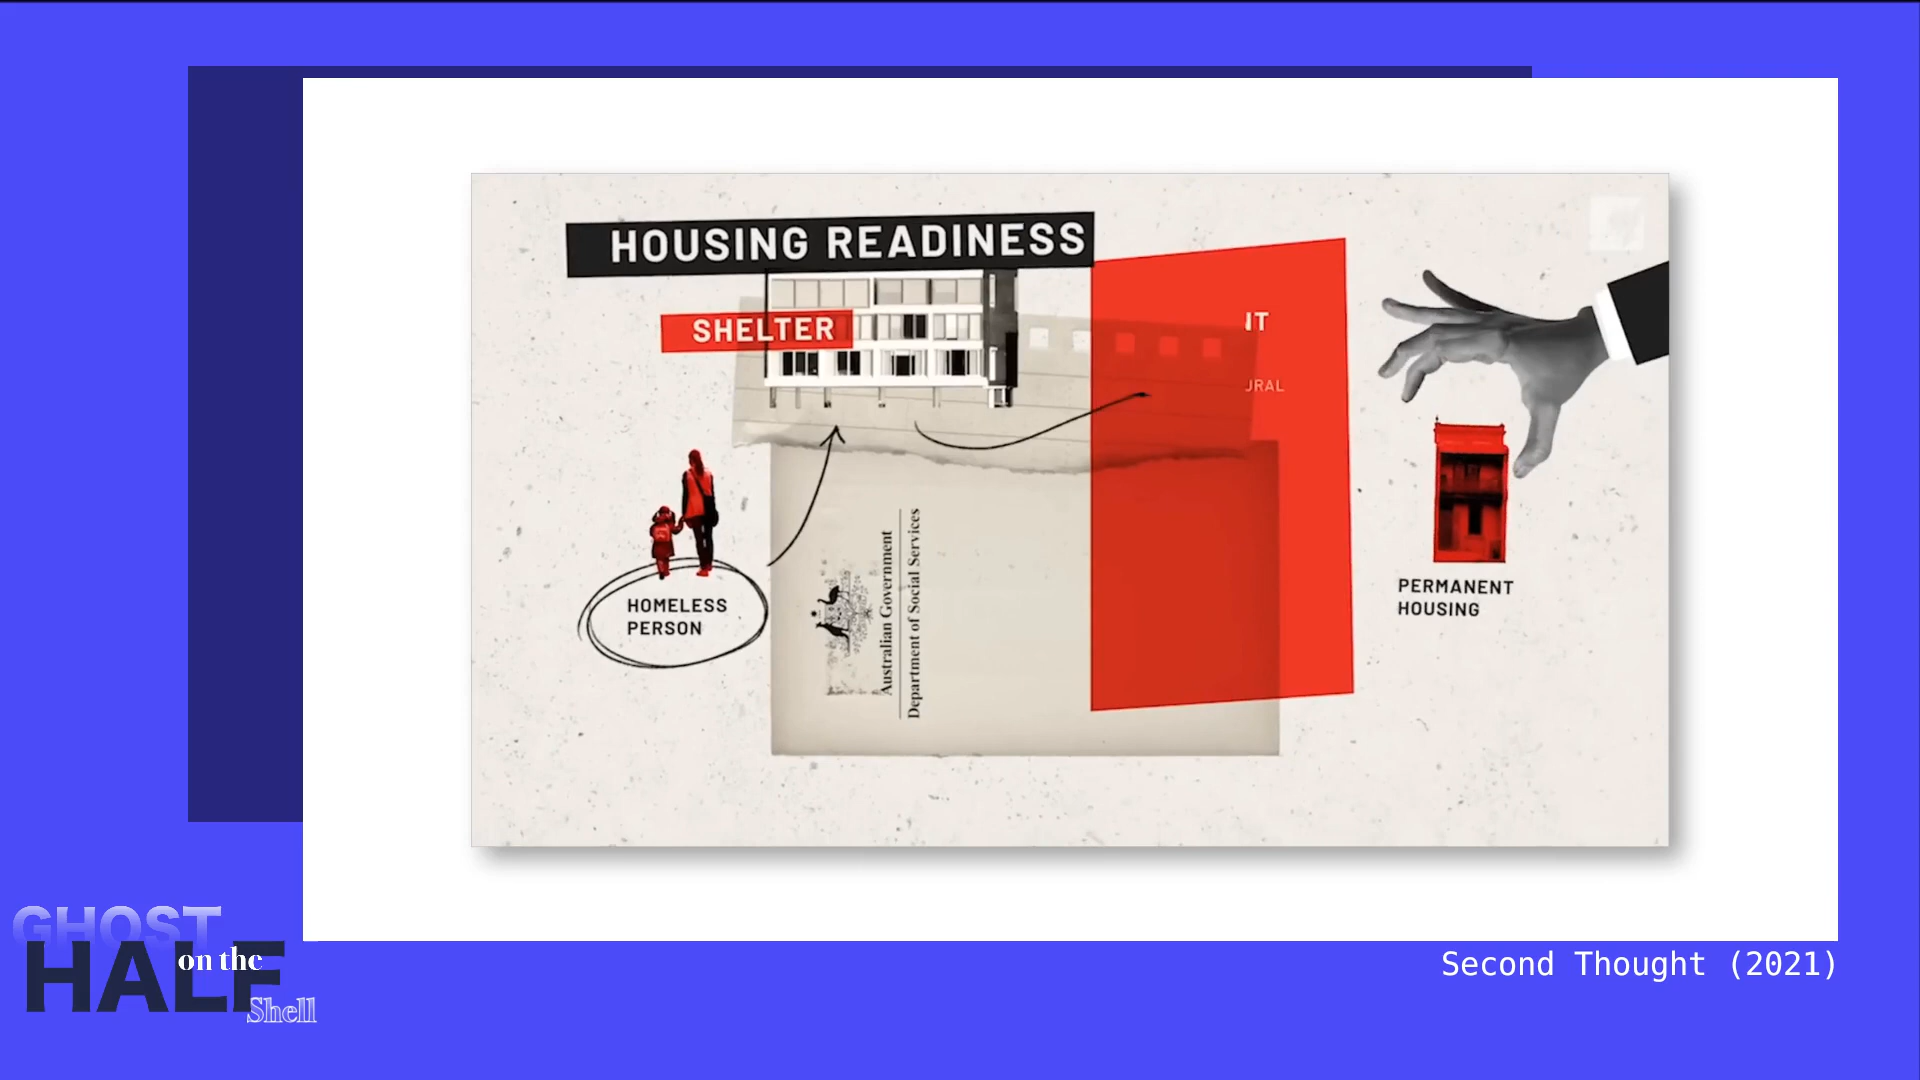 HOUSING READINESS
SHELTER
IT
JRAL
HOMELESS
PERSON
Australian Government
Department of Social Services
PERMANENT
HOUSING
GHOST
HALF
on the
Shell
Second Thought (2021)